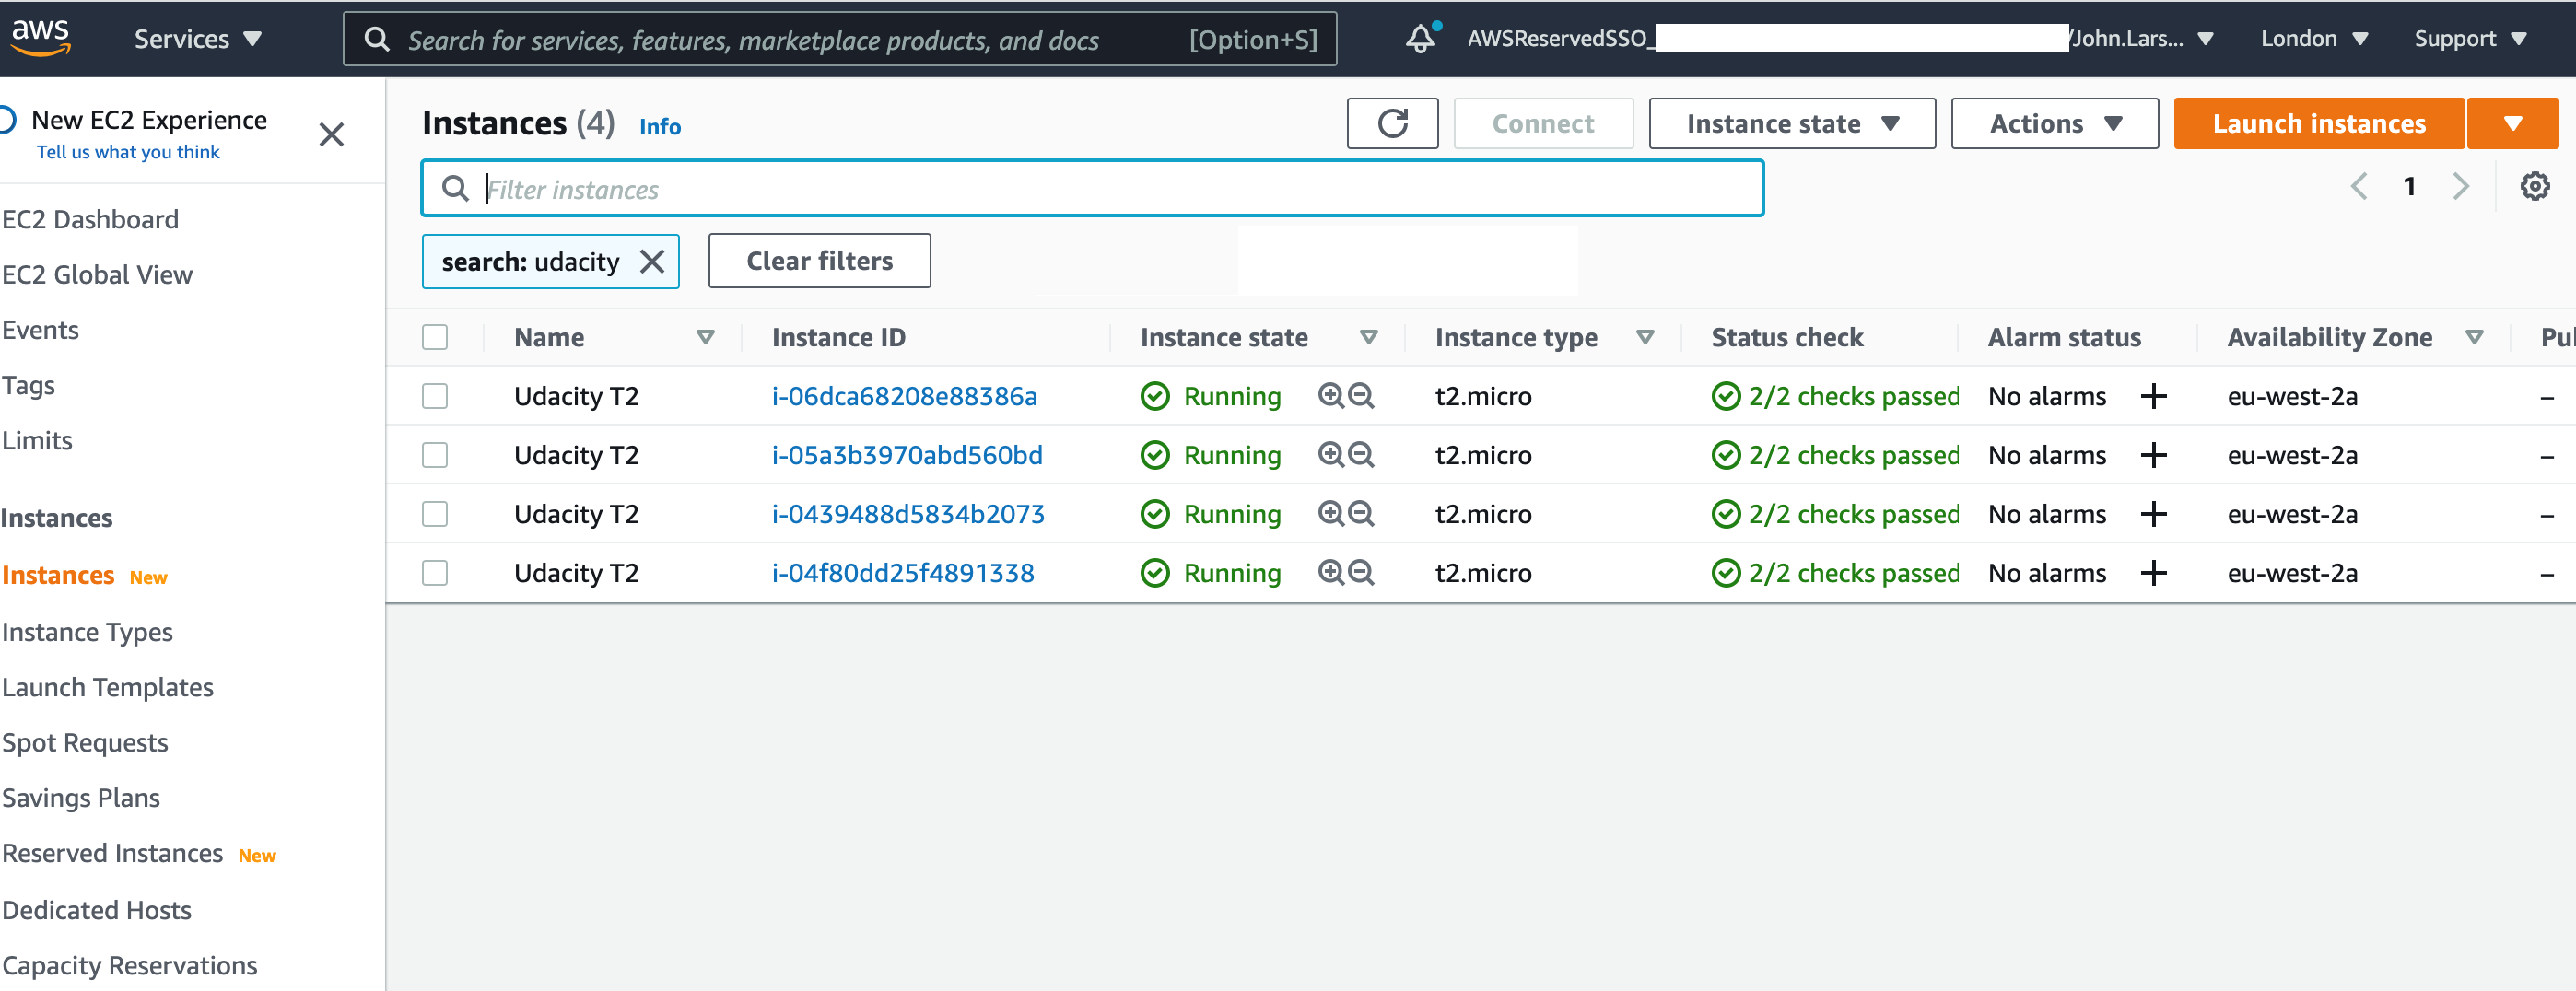 aws Services Search for services, features, marketplace products, and docs [Option+S] AWSReservedSSO_ /John.Lars... London Support
New EC2 Experience
Tell us what you think
EC2 Dashboard
EC2 Global View
Events
Tags
Limits
Instances
Instances New
Instance Types
Launch Templates
Spot Requests
Savings Plans
Reserved Instances New
Dedicated Hosts
Capacity Reservations
Instances (4) Info Connect Instance state Actions Launch instances
Filter instances 1
search: udacity Clear filters
Name Instance ID Instance state Instance type Status check Alarm status Availability Zone Pu
Udacity T2 i-06dca68208e88386a Running t2.micro 2/2 checks passed No alarms + eu-west-2a –
Udacity T2 i-05a3b3970abd560bd Running t2.micro 2/2 checks passed No alarms + eu-west-2a –
Udacity T2 i-0439488d5834b2073 Running t2.micro 2/2 checks passed No alarms + eu-west-2a –
Udacity T2 i-04f80dd25f4891338 Running t2.micro 2/2 checks passed No alarms + eu-west-2a –